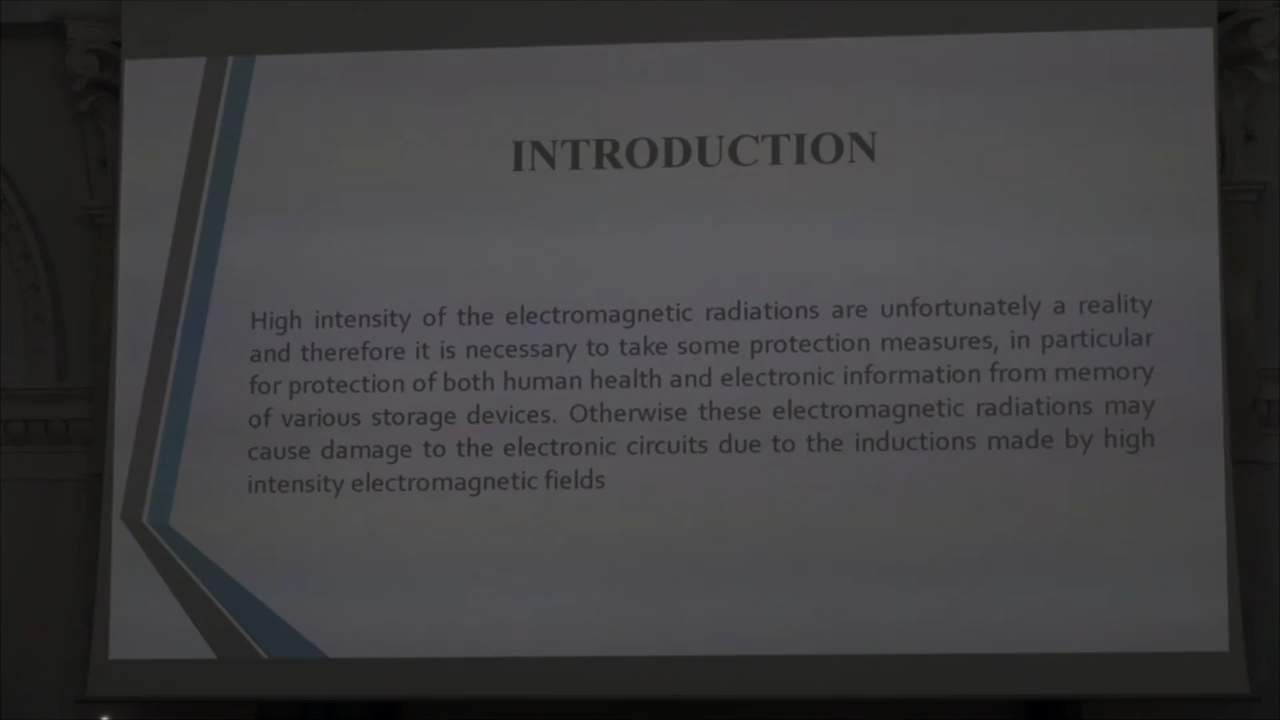 INTRODUCTION
High intensity of the electromagnetic radiations are unfortunately a reality
and therefore it is necessary to take some protection measures, in particular
for protection of both human health and electronic information from memory
of various storage devices. Otherwise these electromagnetic radiations may
cause damage to the electronic circuits due to the inductions made by high
intensity electromagnetic fields